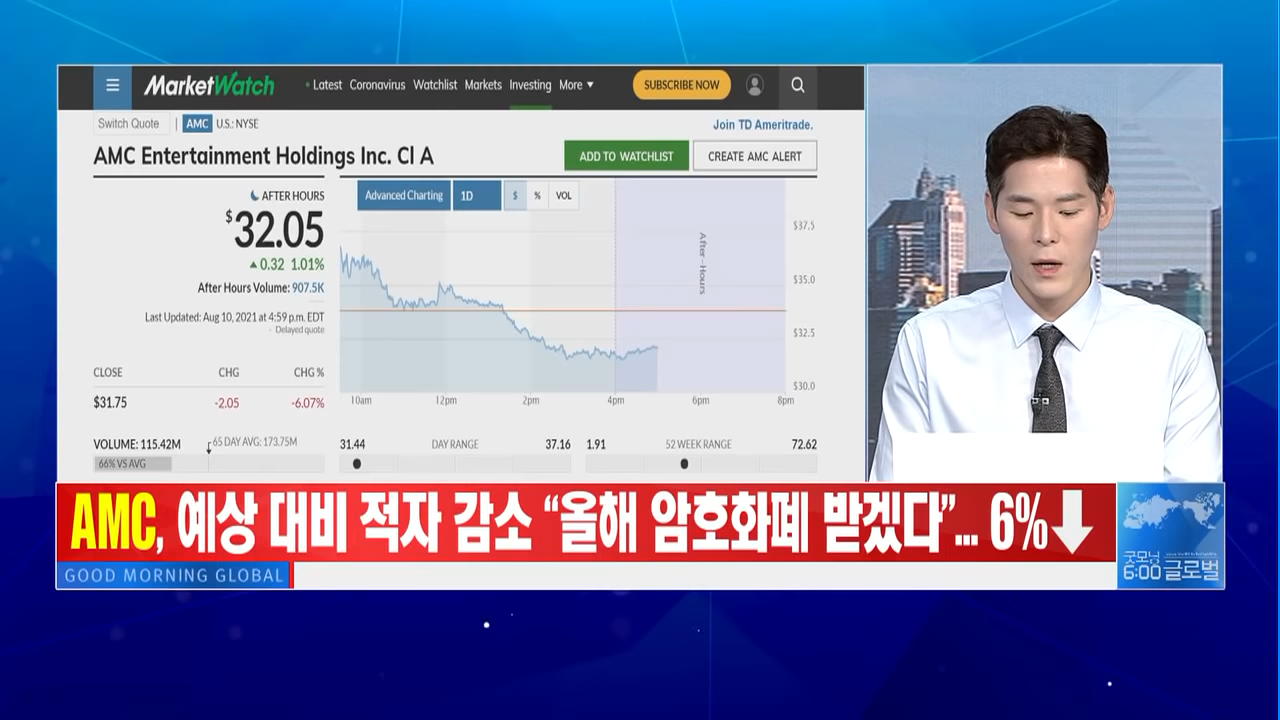 MarketWatch
Latest Coronavirus Watchlist Markets Investing More
SUBSCRIBE NOW
Switch Quote | AMC U.S.: NYSE
Join TD Ameritrade.
AMC Entertainment Holdings Inc. Cl A
ADD TO WATCHLIST
CREATE AMC ALERT
AFTER HOURS
$32.05
0.32 1.01%
After Hours Volume: 907.5K
Last Updated: Aug 10, 2021 at 4:59 p.m. EDT
Delayed quote
CLOSE CHG CHG %
$31.75 -2.05 -6.07%
VOLUME: 115.42M
65 DAY AVG: 173.75M
66% VS AVG
Advanced Charting 1D $ % VOL
After-Hours
$37.5
$35.0
$32.5
$30.0
10am 12pm 2pm 4pm 6pm 8pm
31.44 DAY RANGE 37.16
1.91 52 WEEK RANGE 72.62
AMC, 예상 대비 적자 감소 “올해 암호화폐 받겠다”... 6%↓
GOOD MORNING GLOBAL
굿모닝
6:00 글로벌